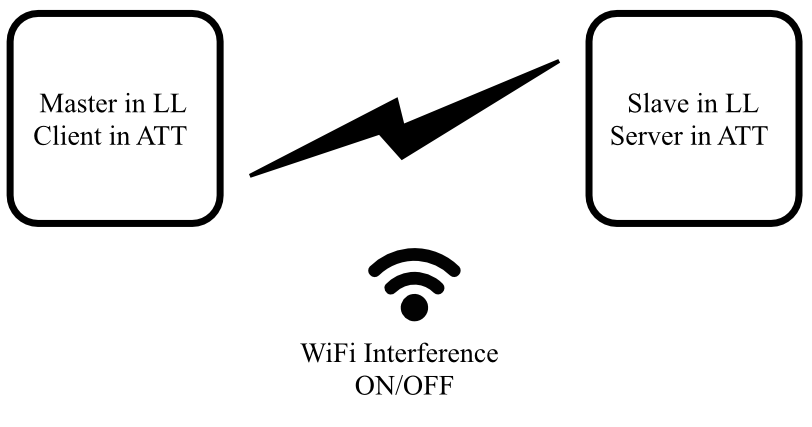 Master in LL
Client in ATT
Slave in LL
Server in ATT
WiFi Interference
ON/OFF